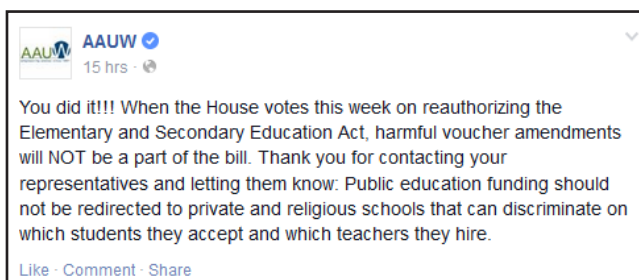 AAUW
AAUW
15 hrs ·
You did it!!! When the House votes this week on reauthorizing the
Elementary and Secondary Education Act, harmful voucher amendments
will NOT be a part of the bill. Thank you for contacting your
representatives and letting them know: Public education funding should
not be redirected to private and religious schools that can discriminate on
which students they accept and which teachers they hire.
Like · Comment · Share